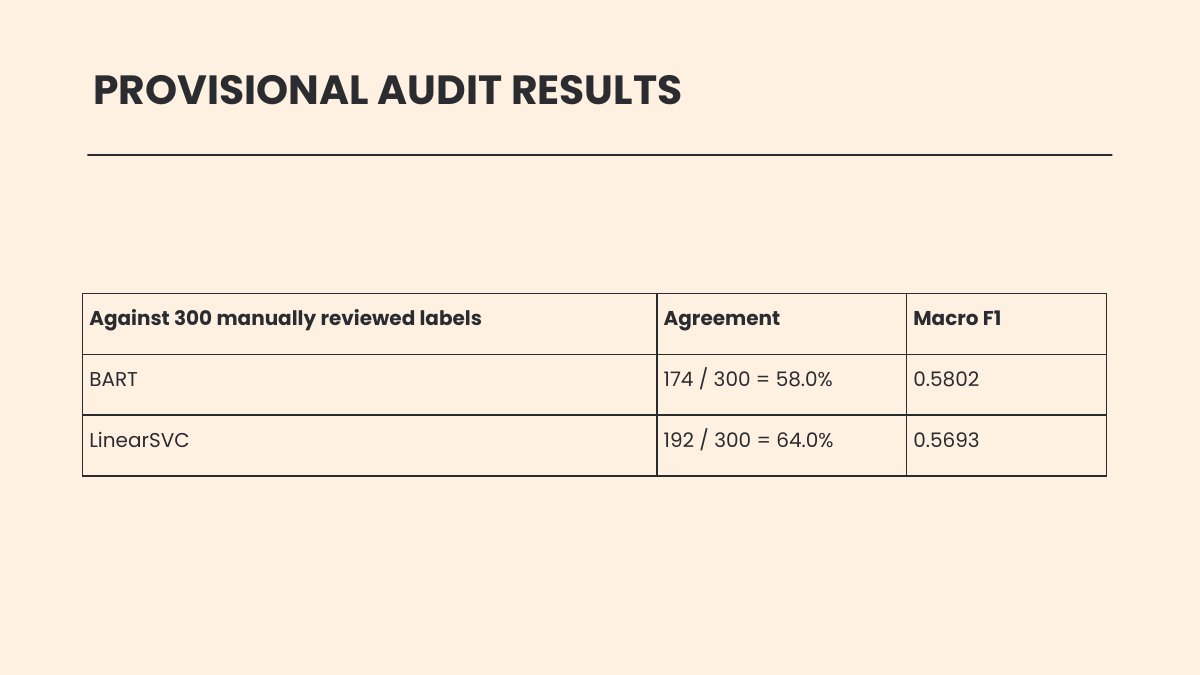 PROVISIONAL AUDIT RESULTS
Against 300 manually reviewed labels Agreement Macro F1
BART 174 / 300 = 58.0% 0.5802
LinearSVC 192 / 300 = 64.0% 0.5693